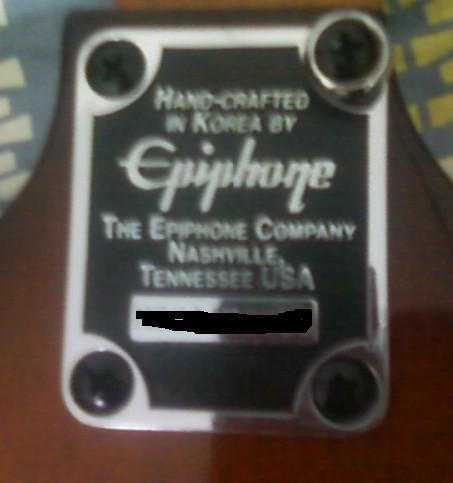 HAND-CRAFTED
IN KOREA BY
Epiphone
THE EPIPHONE COMPANY
NASHVILLE,
TENNESSEE USA